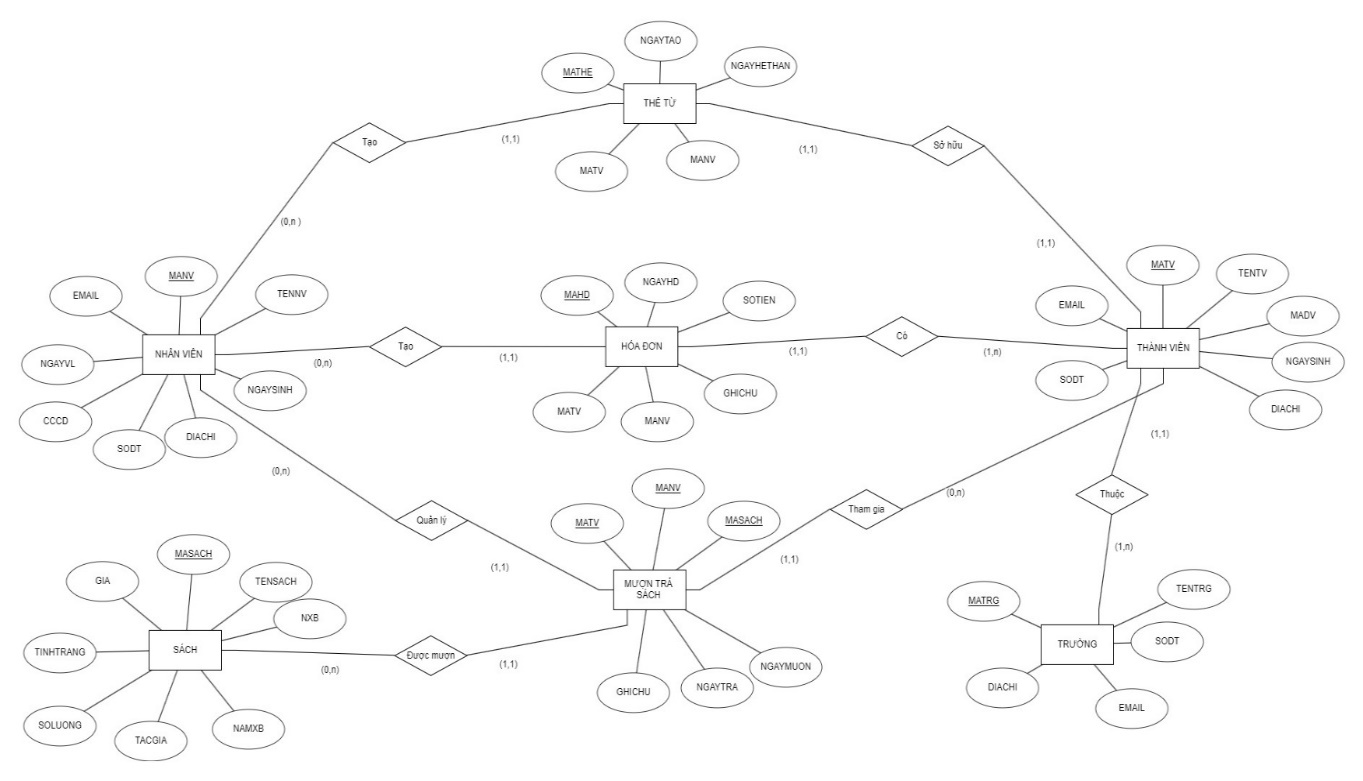 NGAYTAO
MATHE
NGAYHETHAN
THẺ TỪ
Tạo
(1,1)
(1,1)
Sở hữu
MATV
MANV
(0,n )
(1,1)
MANV
EMAIL
TENNV
NHÂN VIÊN
NGAYVL
NGAYSINH
CCCD
SODT
DIACHI
(0,n)
Tạo
(1,1)
NGAYHD
MAHD
SOTIEN
HÓA ĐƠN
GHICHU
MATV
MANV
(1,1)
Có
(1,n)
MATV
TENTV
EMAIL
MADV
THÀNH VIÊN
NGAYSINH
SODT
DIACHI
(1,1)
(0,n)
Quản lý
(1,1)
MANV
MATV
MASACH
MƯỢN TRẢ
SÁCH
NGAYMUON
NGAYTRA
GHICHU
Tham gia
(0,n)
(1,1)
Thuộc
(1,n)
MASACH
GIA
TENSACH
NXB
SÁCH
TINHTRANG
SOLUONG
TACGIA
NAMXB
(0,n)
Được mượn
(1,1)
MATRG
TENTRG
TRƯỜNG
SODT
DIACHI
EMAIL